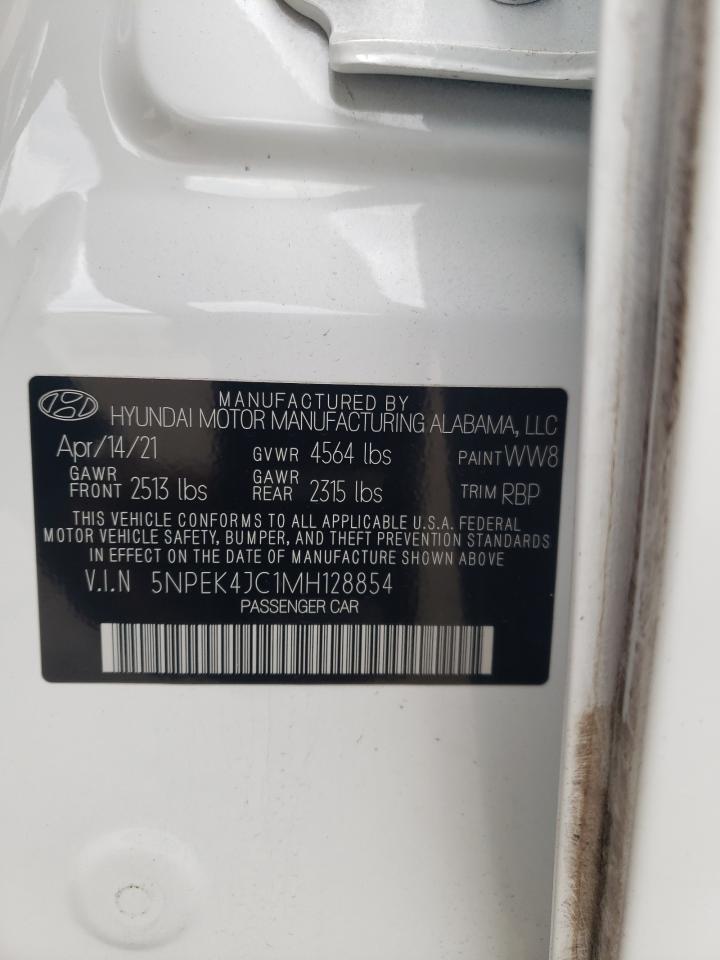 MANUFACTURED BY
HYUNDAI MOTOR MANUFACTURING ALABAMA, LLC
Apr/14/21 GVWR 4564 lbs PAINT WW8
GAWR FRONT 2513 lbs GAWR REAR 2315 lbs TRIM RBP
THIS VEHICLE CONFORMS TO ALL APPLICABLE U.S.A. FEDERAL
MOTOR VEHICLE SAFETY, BUMPER, AND THEFT PREVENTION STANDARDS
IN EFFECT ON THE DATE OF MANUFACTURE SHOWN ABOVE
V.I.N 5NPEK4JC1MH128854
PASSENGER CAR